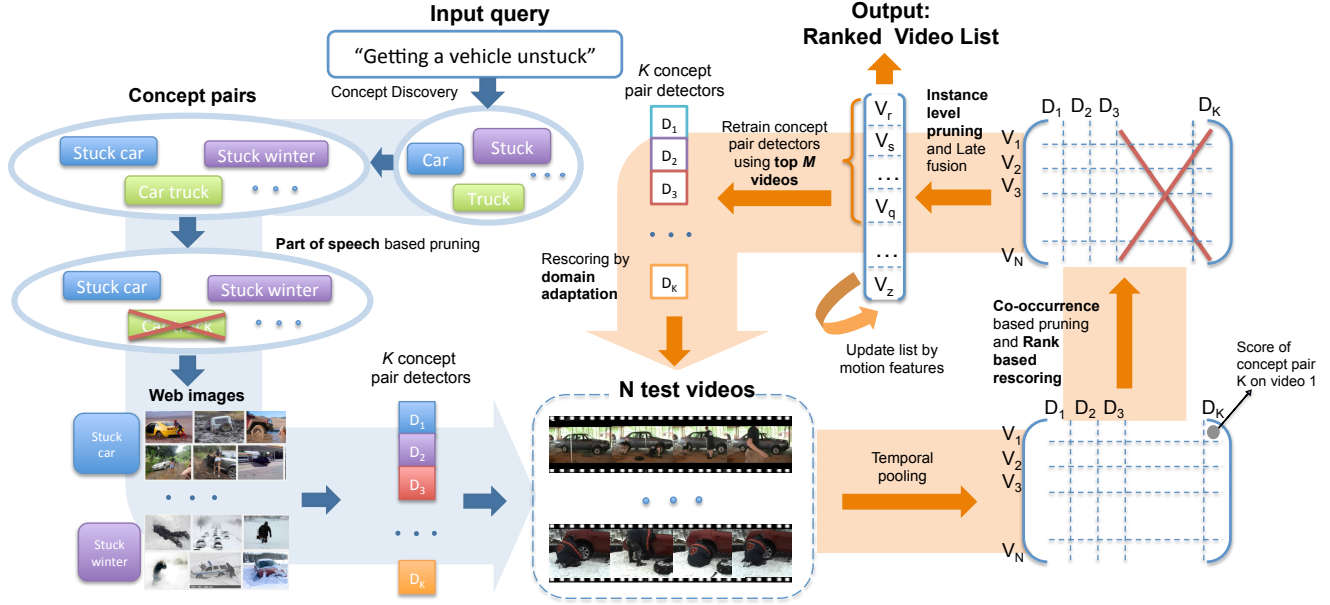 Input query
“Getting a vehicle unstuck”
Concept Discovery
Concept pairs
Stuck car
Stuck winter
Car truck
. . .
Car
Stuck
Truck
. . .
Part of speech based pruning
Stuck car
Stuck winter
. . .
Web images
Stuck
car
. . .
Stuck
winter
K concept
pair detectors
D1
D2
D3
. . .
DK
N test videos
. . .
Temporal
pooling
D1 D2 D3 DK
V1
V2
V3
VN
Score of
concept pair
K on video 1
Co-occurrence
based pruning
and Rank
based
rescoring
D1 D2 D3 DK
V1
V2
V3
VN
Instance
level
pruning
and Late
fusion
Output:
Ranked Video List
Vr
Vs
...
Vq
...
Vz
Update list by
motion features
Retrain concept
pair detectors
using top M
videos
K concept
pair detectors
D1
D2
D3
. . .
DK
Rescoring by
domain
adaptation